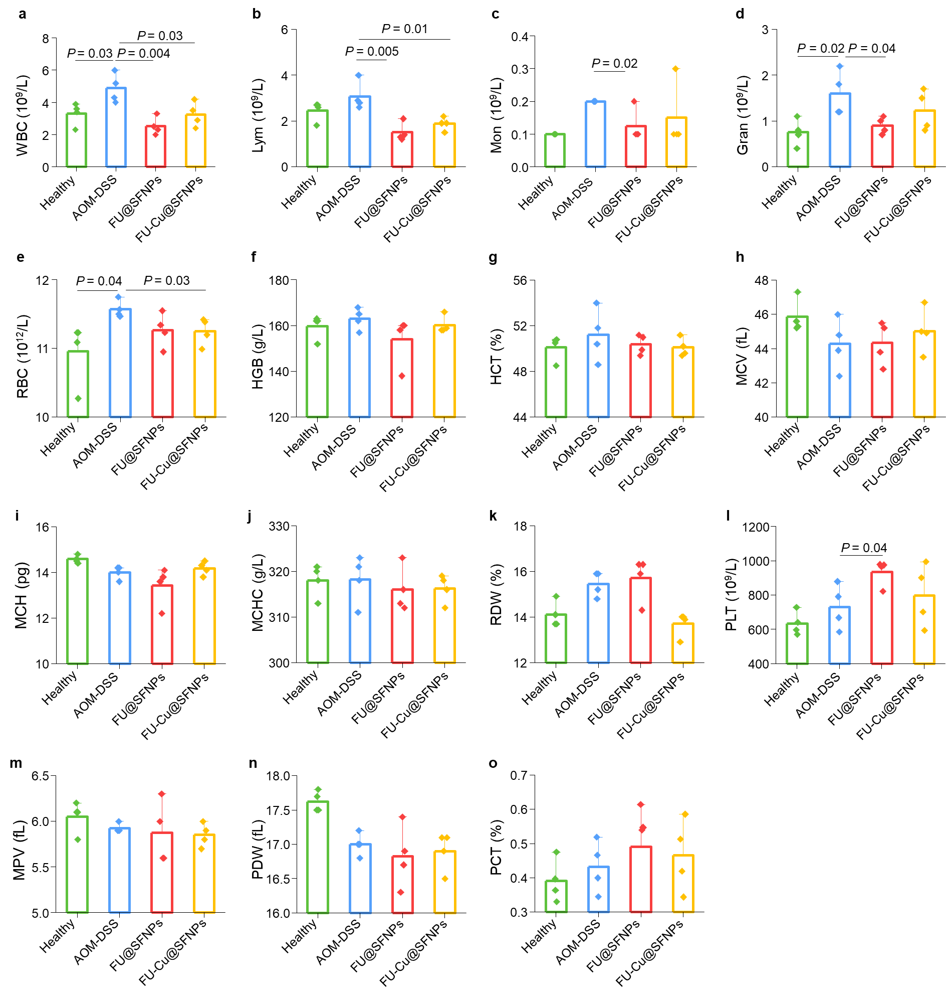 a
WBC (10⁹/L)
8
6
4
2
0
P = 0.03
P = 0.03
P = 0.004
Healthy
AOM-DSS
FU@SFNPs
FU-Cu@SFNPs
b
Lym (10⁹/L)
6
4
2
0
P = 0.01
P = 0.005
Healthy
AOM-DSS
FU@SFNPs
FU-Cu@SFNPs
c
Mon (10⁹/L)
0.4
0.3
0.2
0.1
0.0
P = 0.02
Healthy
AOM-DSS
FU@SFNPs
FU-Cu@SFNPs
d
Gran (10⁹/L)
3
2
1
0
P = 0.02
P = 0.04
Healthy
AOM-DSS
FU@SFNPs
FU-Cu@SFNPs
e
RBC (10¹²/L)
12
11
10
P = 0.04
P = 0.03
Healthy
AOM-DSS
FU@SFNPs
FU-Cu@SFNPs
f
HGB (g/L)
180
160
140
120
Healthy
AOM-DSS
FU@SFNPs
FU-Cu@SFNPs
g
HCT (%)
56
52
48
44
Healthy
AOM-DSS
FU@SFNPs
FU-Cu@SFNPs
h
MCV (fL)
48
46
44
42
40
Healthy
AOM-DSS
FU@SFNPs
FU-Cu@SFNPs
i
MCH (pg)
16
14
12
10
Healthy
AOM-DSS
FU@SFNPs
FU-Cu@SFNPs
j
MCHC (g/L)
330
320
310
300
Healthy
AOM-DSS
FU@SFNPs
FU-Cu@SFNPs
k
RDW (%)
18
16
14
12
Healthy
AOM-DSS
FU@SFNPs
FU-Cu@SFNPs
l
PLT (10⁹/L)
1200
1000
800
600
400
P = 0.04
Healthy
AOM-DSS
FU@SFNPs
FU-Cu@SFNPs
m
MPV (fL)
6.5
6.0
5.5
5.0
Healthy
AOM-DSS
FU@SFNPs
FU-Cu@SFNPs
n
PDW (fL)
18.0
17.5
17.0
16.5
16.0
Healthy
AOM-DSS
FU@SFNPs
FU-Cu@SFNPs
o
PCT (%)
0.7
0.6
0.5
0.4
0.3
Healthy
AOM-DSS
FU@SFNPs
FU-Cu@SFNPs